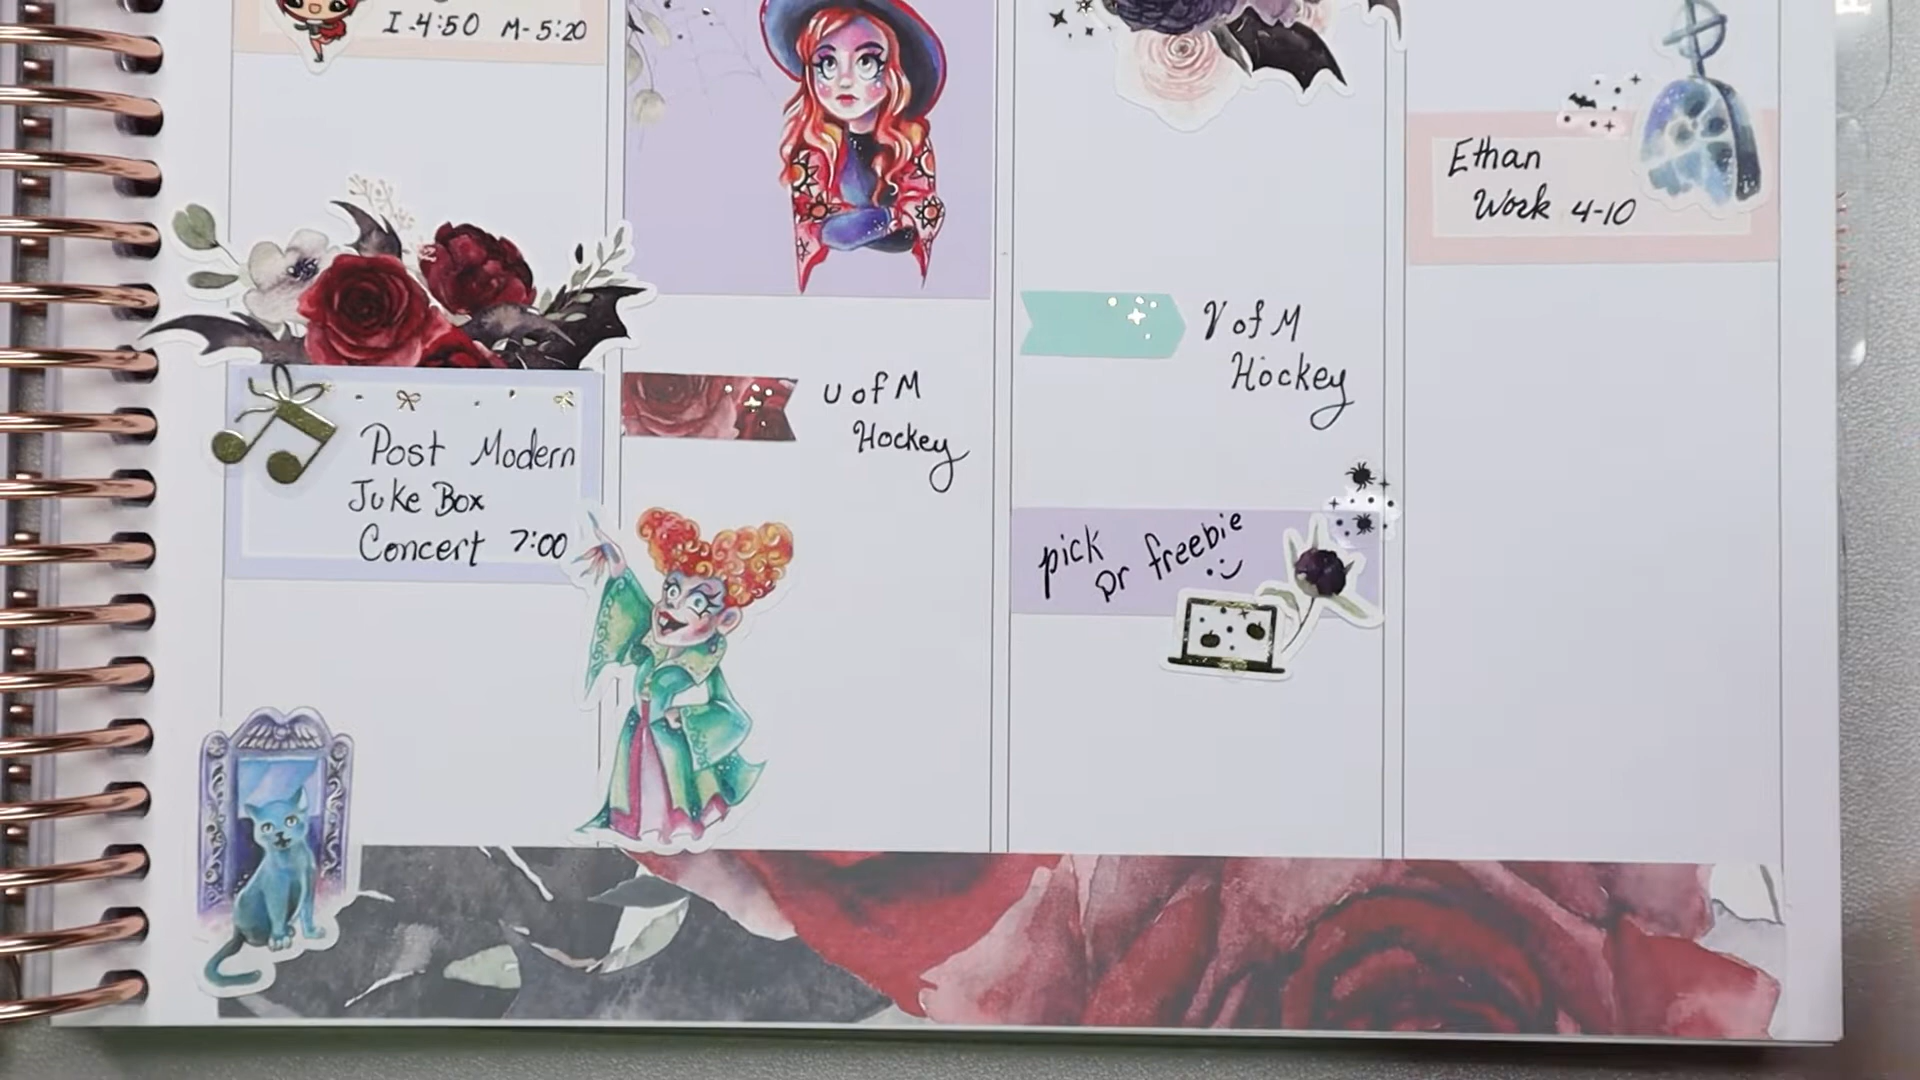 I-4:50 M-5:20
Post Modern
Juke Box
Concert 7:00
U of M
Hockey
U of M
Hockey
pick
or freebie
:)
Ethan
Work 4-10